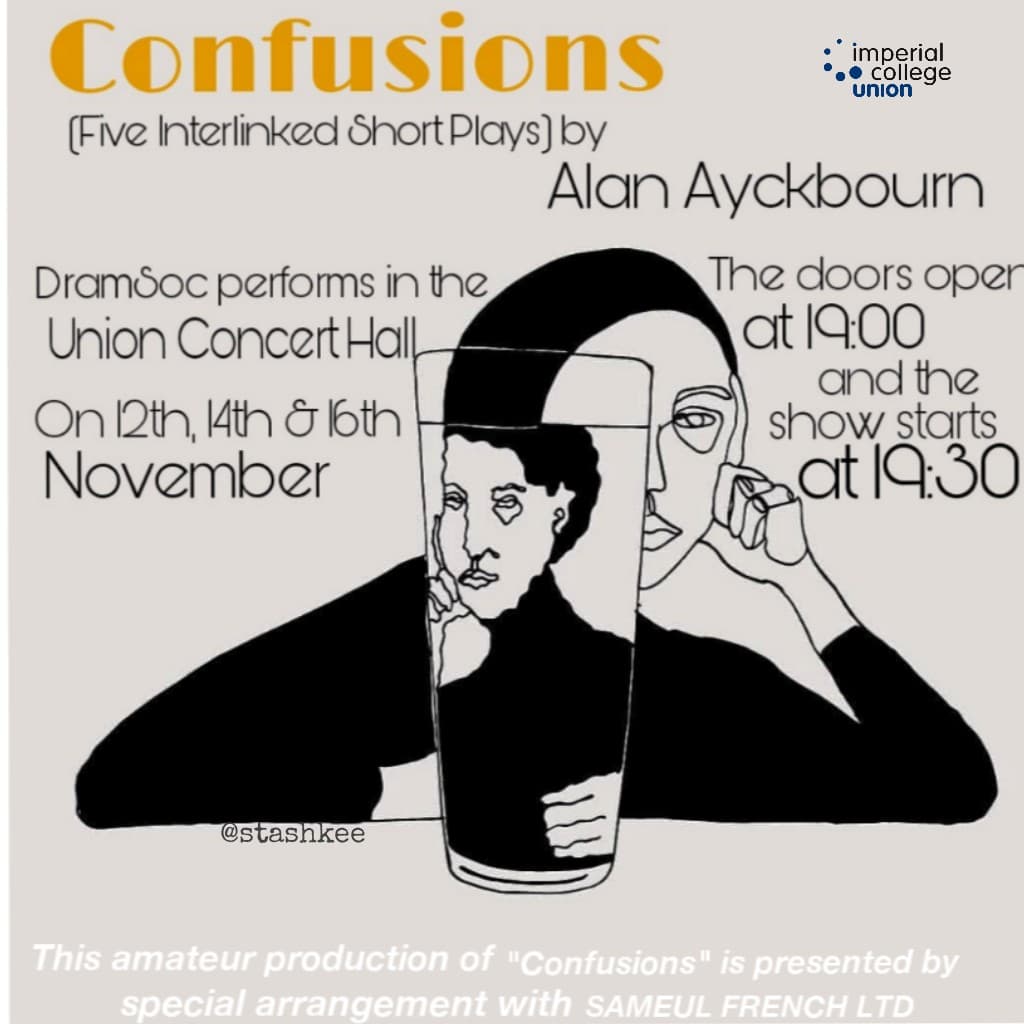 Confusions
imperial
college
union
(Five Interlinked Short Plays) by
Alan Ayckbourn
DramSoc performs in the
Union Concert Hall
On 12th, 14th & 16th
November
The doors open
at 19:00
and the
show starts
at 19:30
@stashkee
This amateur production of "Confusions" is presented by
special arrangement with SAMEUL FRENCH LTD